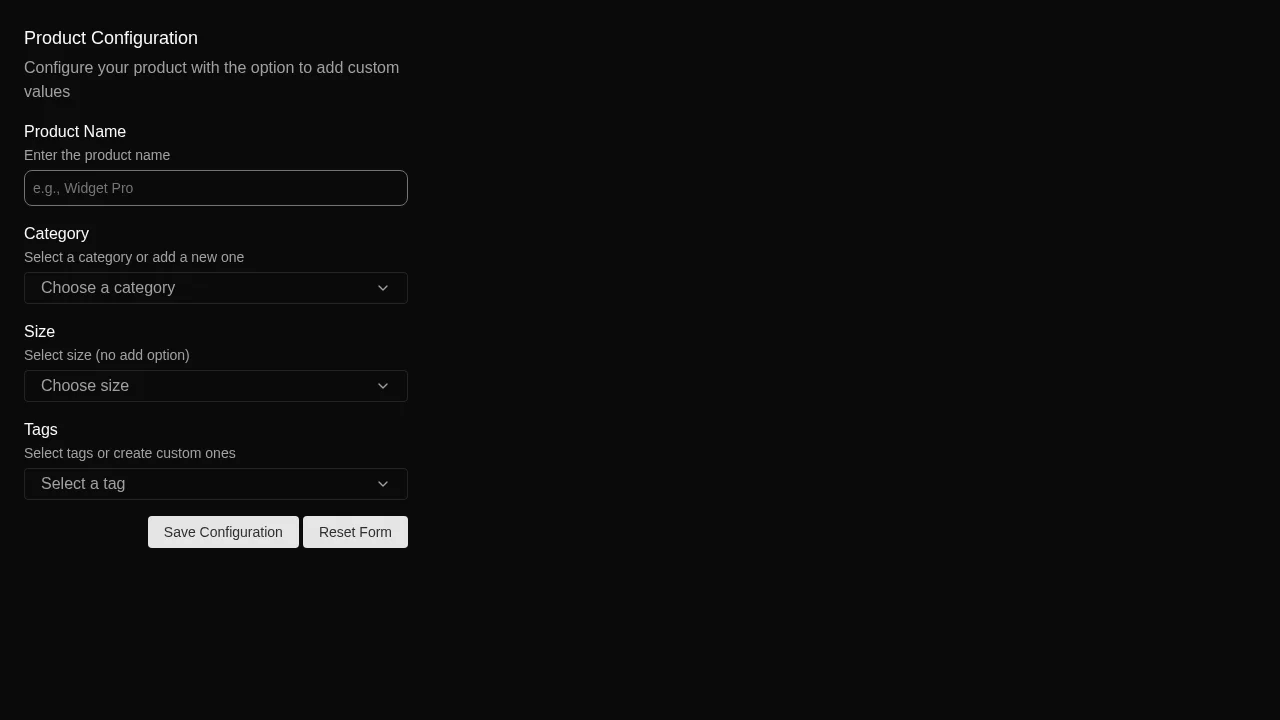 Product Configuration
Configure your product with the option to add custom
values
Product Name
Enter the product name
e.g., Widget Pro
Category
Select a category or add a new one
Choose a category
Size
Select size (no add option)
Choose size
Tags
Select tags or create custom ones
Select a tag
Save Configuration
Reset Form